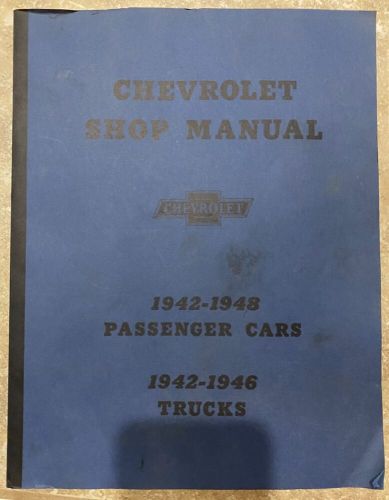 CHEVROLET
SHOP MANUAL
CHEVROLET
1942-1948
PASSENGER CARS
1942-1946
TRUCKS